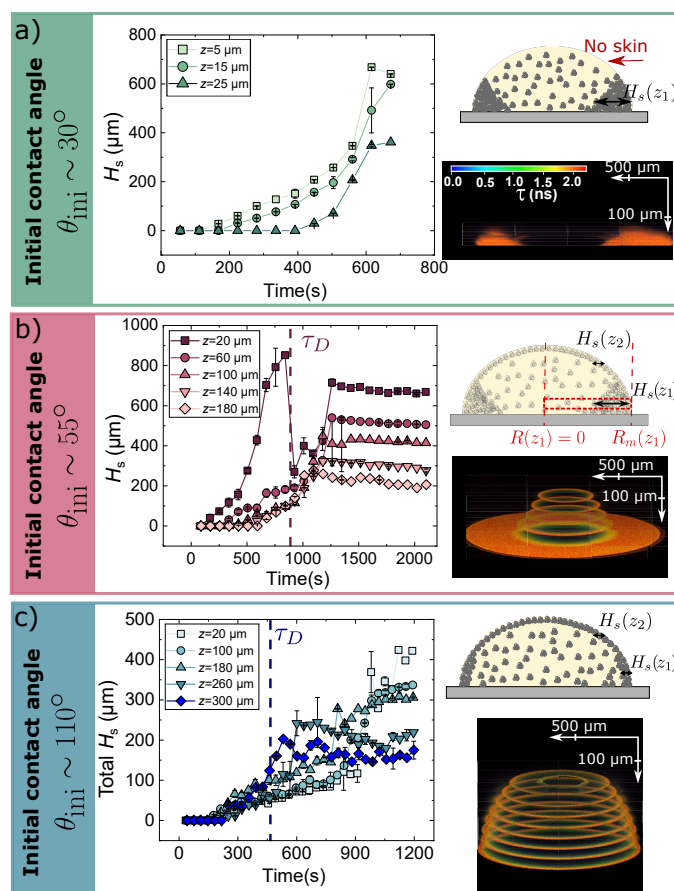 a)
Initial contact angle
θini ~ 30°
z=5 µm
z=15 µm
z=25 µm
Hs (µm)
800
600
400
200
0
0 200 400 600 800
Time(s)
No skin
Hs(z1)
0.0 0.5 1.0 1.5 2.0
τ (ns)
500 µm
100 µm
b)
Initial contact angle
θini ~ 55°
z=20 µm
z=60 µm
z=100 µm
z=140 µm
z=180 µm
τD
Hs (µm)
1000
800
600
400
200
0
0 500 1000 1500 2000
Time(s)
Hs(z2)
Hs(z1)
R(z1) = 0
Rm(z1)
500 µm
100 µm
c)
Initial contact angle
θini ~ 110°
z=20 µm
z=100 µm
z=180 µm
z=260 µm
z=300 µm
τD
Total Hs (µm)
500
400
300
200
100
0
0 300 600 900 1200
Time(s)
Hs(z2)
Hs(z1)
500 µm
100 µm